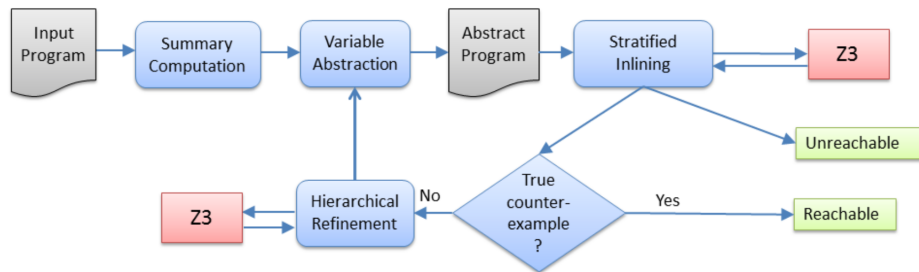 Input
Program
Summary
Computation
Variable
Abstraction
Abstract
Program
Stratified
Inlining
Z3
Unreachable
True
counter-
example
?
No
Yes
Reachable
Hierarchical
Refinement
Z3